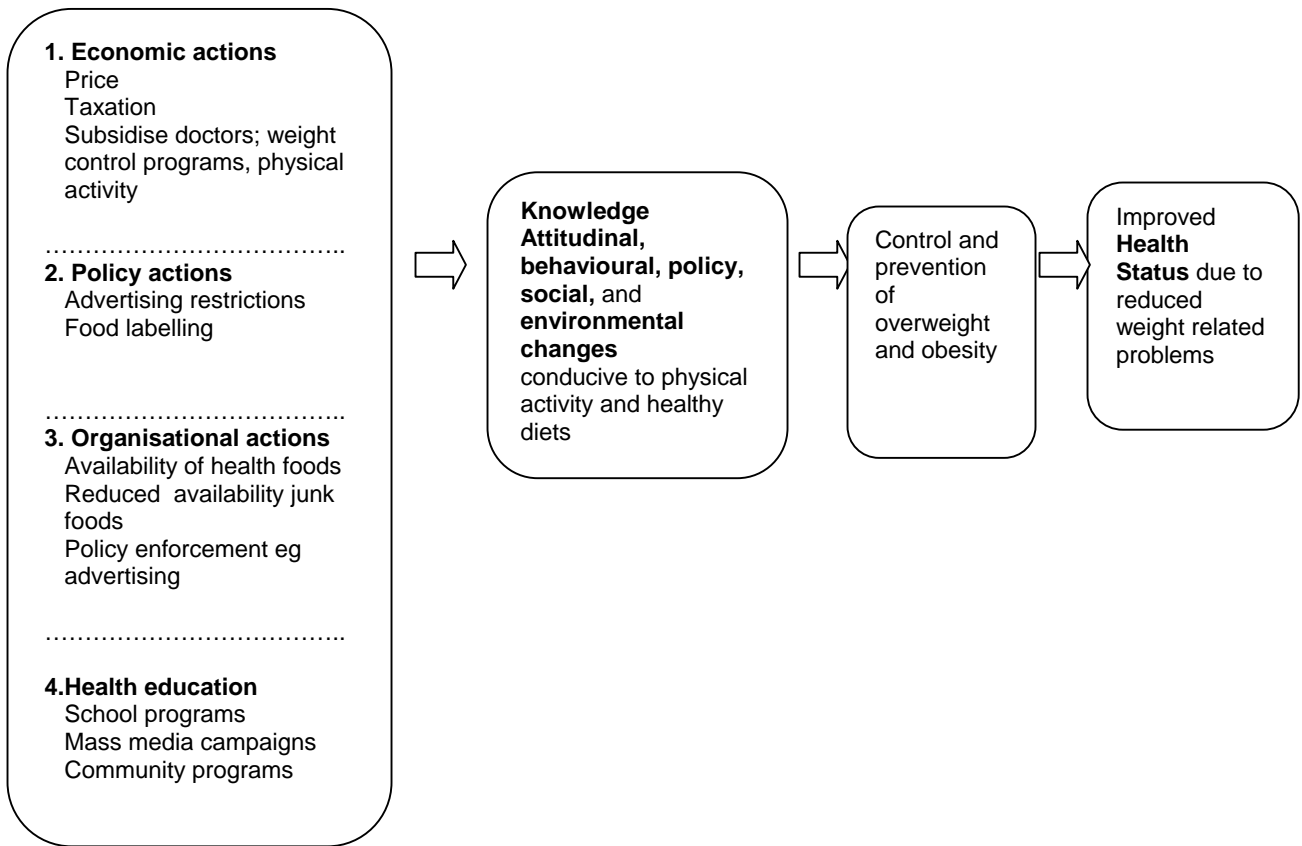 1. Economic actions
Price
Taxation
Subsidise doctors; weight
control programs, physical
activity
………………………………..
2. Policy actions
Advertising restrictions
Food labelling
………………………………..
3. Organisational actions
Availability of health foods
Reduced  availability junk
foods
Policy enforcement eg
advertising
………………………………..
4.Health education
School programs
Mass media campaigns
Community programs
Knowledge
Attitudinal,
behavioural, policy,
social, and
environmental
changes
conducive to physical
activity and healthy
diets
Control and
prevention
of
overweight
and obesity
Improved
Health
Status due to
reduced
weight related
problems